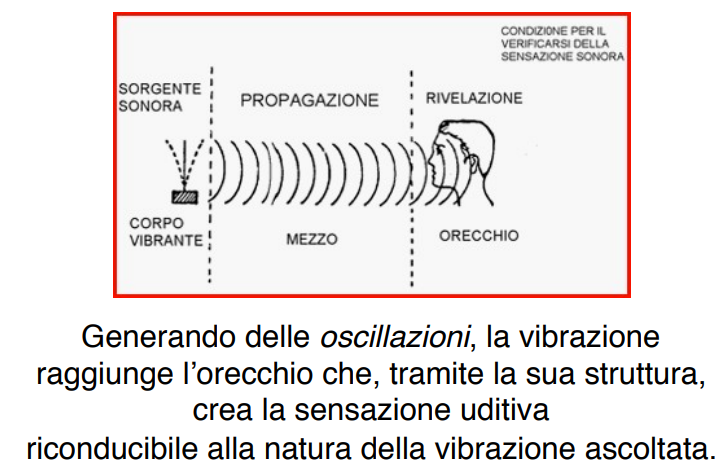 CONDIZIONE PER IL
VERIFICARSI DELLA
SENSAZIONE SONORA
SORGENTE
SONORA
PROPAGAZIONE
RIVELAZIONE
CORPO
VIBRANTE
MEZZO
ORECCHIO
Generando delle oscillazioni, la vibrazione
raggiunge l’orecchio che, tramite la sua struttura,
crea la sensazione uditiva
riconducibile alla natura della vibrazione ascoltata.